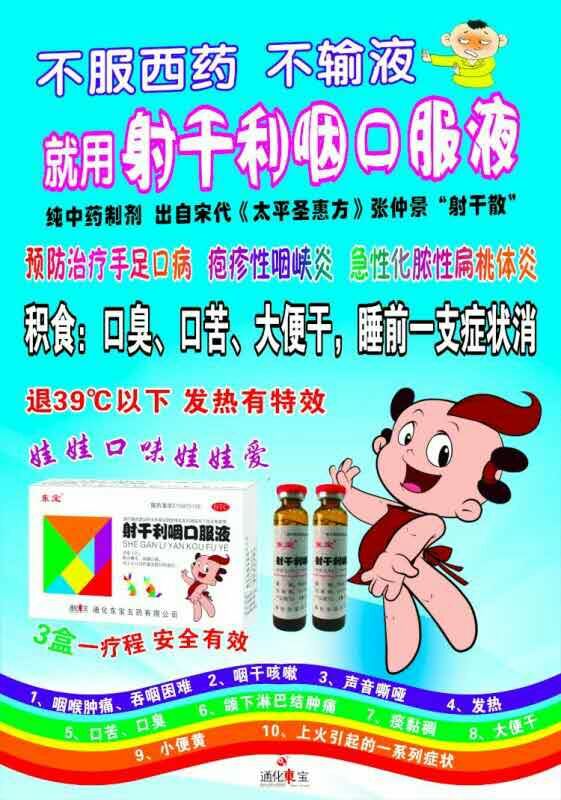 不服西药 不输液
就用射干利咽口服液
纯中药制剂 出自宋代《太平圣惠方》张仲景“射干散”
预防治疗手足口病 疱疹性咽峡炎 急性化脓性扁桃体炎
积食：口臭、口苦、大便干，睡前一支症状消
退39℃以下 发热有特效
娃娃口味娃娃爱
东宝
OTC
射干利咽口服液
SHE GAN LI YAN KOU FU YE
通化东宝五药有限公司
东宝
射干利咽
东宝
射干利咽
3盒一疗程 安全有效
1、咽喉肿痛、吞咽困难 2、咽干咳嗽 3、声音嘶哑 4、发热
5、口苦、口臭 6、颌下淋巴结肿痛 7、痰黏稠 8、大便干
9、小便黄 10、上火引起的一系列症状
通化東宝